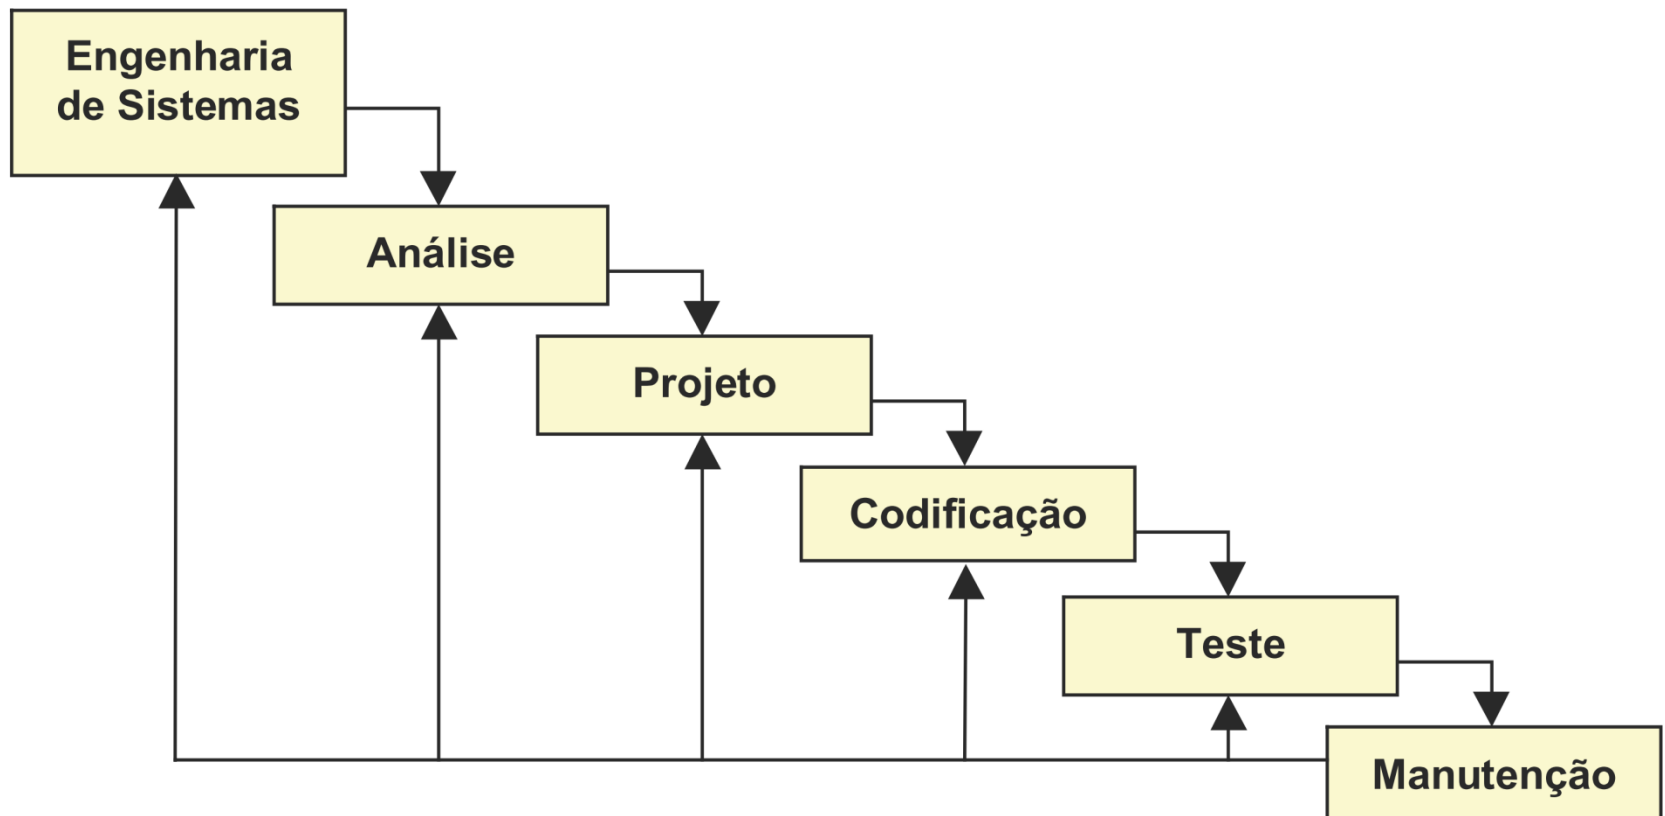 Engenharia
de Sistemas
Análise
Projeto
Codificação
Teste
Manutenção